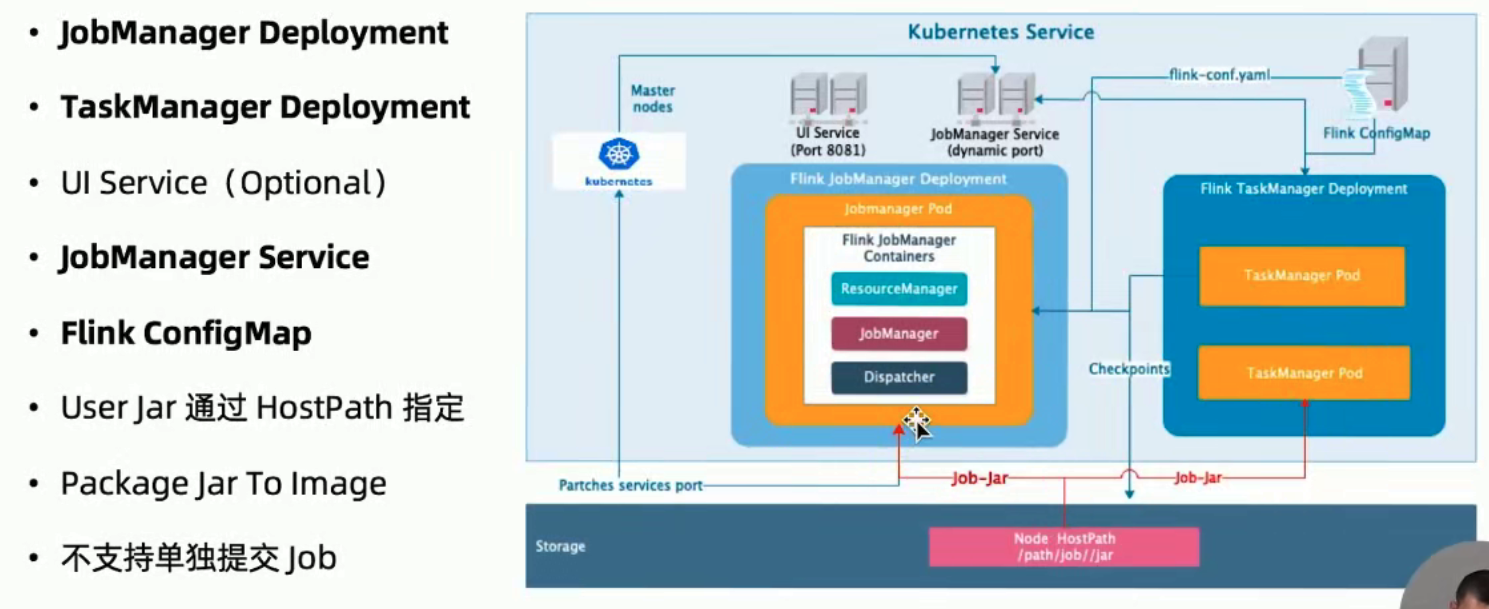 JobManager Deployment
TaskManager Deployment
UI Service（Optional）
JobManager Service
Flink ConfigMap
User Jar 通过 HostPath 指定
Package Jar To Image
不支持单独提交 Job
Kubernetes Service
Master
nodes
kubernetes
UI Service
(Port 8081)
JobManager Service
(dynamic port)
flink-conf.yaml
Flink ConfigMap
Flink JobManager Deployment
Jobmanager Pod
Flink JobManager
Containers
ResourceManager
JobManager
Dispatcher
Flink TaskManager Deployment
TaskManager Pod
TaskManager Pod
Checkpoints
Partches services port
Job-Jar
Job-Jar
Storage
Node HostPath
/path/job//jar